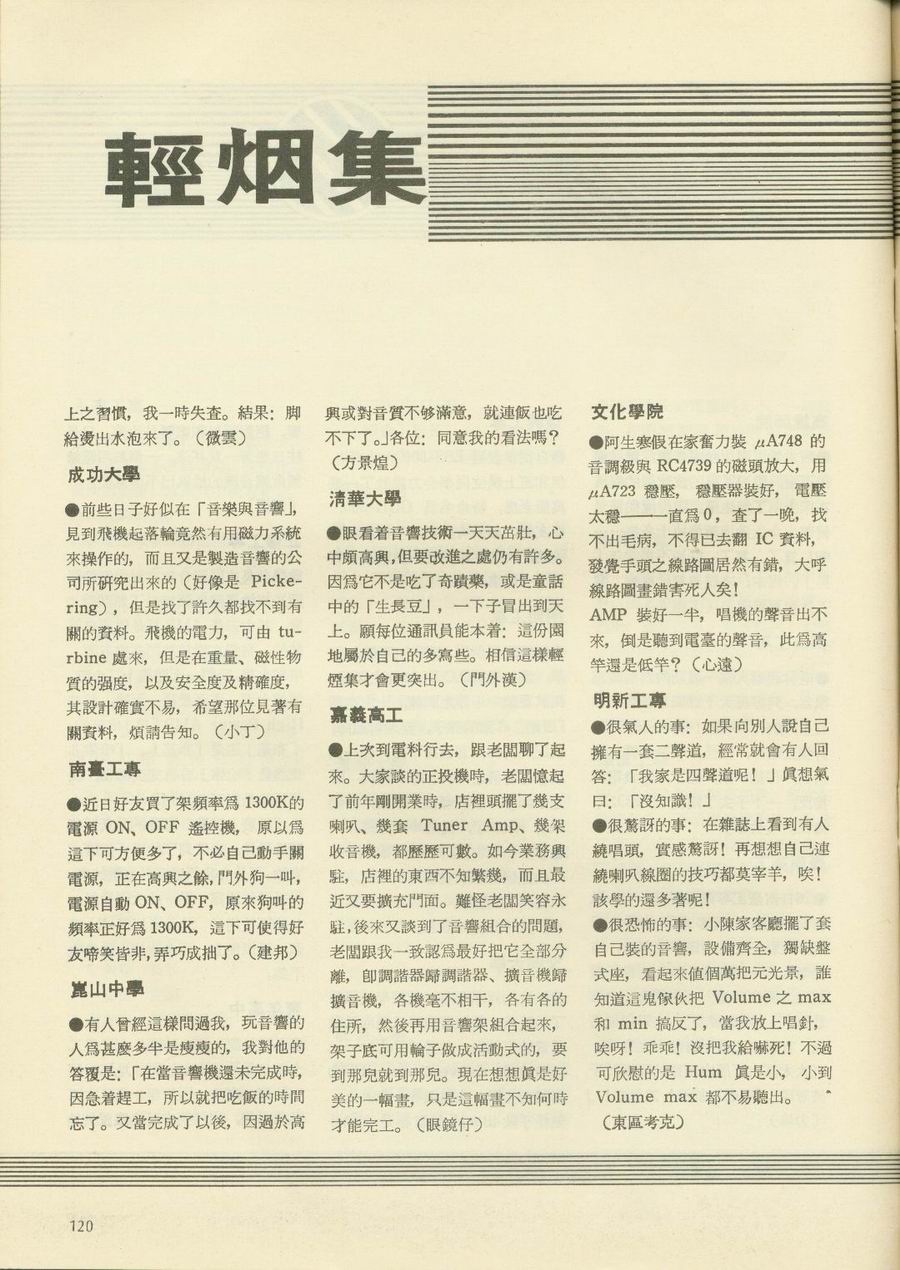 輕烟集
上之習慣，我一時失查。結果：脚
給燙出水泡來了。（微雲）
成功大學
●前些日子好似在「音樂與音響」，
見到飛機起落輪竟然有用磁力系統
來操作的，而且又是製造音響的公
司所研究出來的（好像是 Picke-
ring），但是找了許久都找不到有
關的資料。飛機的電力，可由 tu-
rbine 處來，但是在重量、磁性物
質的强度，以及安全度及精確度，
其設計確實不易，希望那位見著有
關資料，煩請告知。（小丁）
南臺工專
●近日好友買了架頻率爲 1300K的
電源 ON、OFF 遙控機，原以爲
這下可方便多了，不必自己動手關
電源，正在高興之餘，門外狗一叫，
電源自動 ON、OFF，原來狗叫的
頻率正好爲 1300K，這下可使得好
友啼笑皆非，弄巧成拙了。（建邦）
崑山中學
●有人曾經這樣問過我，玩音響的
人爲甚麼多半是瘦瘦的，我對他的
答覆是：「在當音響機還未完成時，
因急着趕工，所以就把吃飯的時間
忘了。又當完成了以後，因過於高
興或對音質不够滿意，就連飯也吃
不下了。」各位：同意我的看法嗎？
（方景煌）
清華大學
●眼看着音響技術一天天茁壯，心
中頗高興，但要改進之處仍有許多。
因爲它不是吃了奇蹟藥，或是童話
中的「生長豆」，一下子冒出到天
上。願每位通訊員能本着：這份園
地屬於自己的多寫些。相信這樣輕
煙集才會更突出。（門外漢）
嘉義高工
●上次到電料行去，跟老闆聊了起
來。大家談的正投機時，老闆憶起
了前年剛開業時，店裡頭擺了幾支
喇叭、幾套 Tuner Amp、幾架
收音機，都歷歷可數。如今業務興
駐，店裡的東西不知繁幾，而且最
近又要擴充門面。難怪老闆笑容永
駐，後來又談到了音響組合的問題，
老闆跟我一致認爲最好把它全部分
離，卽調諧器歸調諧器、擴音機歸
擴音機，各機毫不相干，各有各的
住所，然後再用音響架組合起來，
架子底可用輪子做成活動式的，要
到那兒就到那兒。現在想想眞是好
美的一幅畫，只是這幅畫不知何時
才能完工。（眼鏡仔）
文化學院
●阿生寒假在家奮力裝 μA748 的
音調級與 RC4739 的磁頭放大，用
μA723 穩壓，穩壓器裝好，電壓
太穩——一直爲0，查了一晚，找
不出毛病，不得已去翻 IC 資料，
發覺手頭之線路圖居然有錯，大呼
線路圖畫錯害死人矣！
AMP 裝好一半，唱機的聲音出不
來，倒是聽到電臺的聲音，此爲高
竿還是低竿？（心遠）
明新工專
●很氣人的事：如果向別人說自己
擁有一套二聲道，經常就會有人回
答：「我家是四聲道呢！」眞想氣
曰：「沒知識！」
●很驚訝的事：在雜誌上看到有人
繞唱頭，實感驚訝！再想想自己連
繞喇叭線圈的技巧都莫宰羊，唉！
該學的還多著呢！
●很恐怖的事：小陳家客廳擺了套
自己裝的音響，設備齊全，獨缺盤
式座，看起來值個萬把元光景，誰
知道這鬼傢伙把 Volume 之 max
和 min 搞反了，當我放上唱針，
唉呀！乖乖！沒把我給嚇死！不過
可欣慰的是 Hum 眞是小，小到
Volume max 都不易聽出。
（東區考克）
120